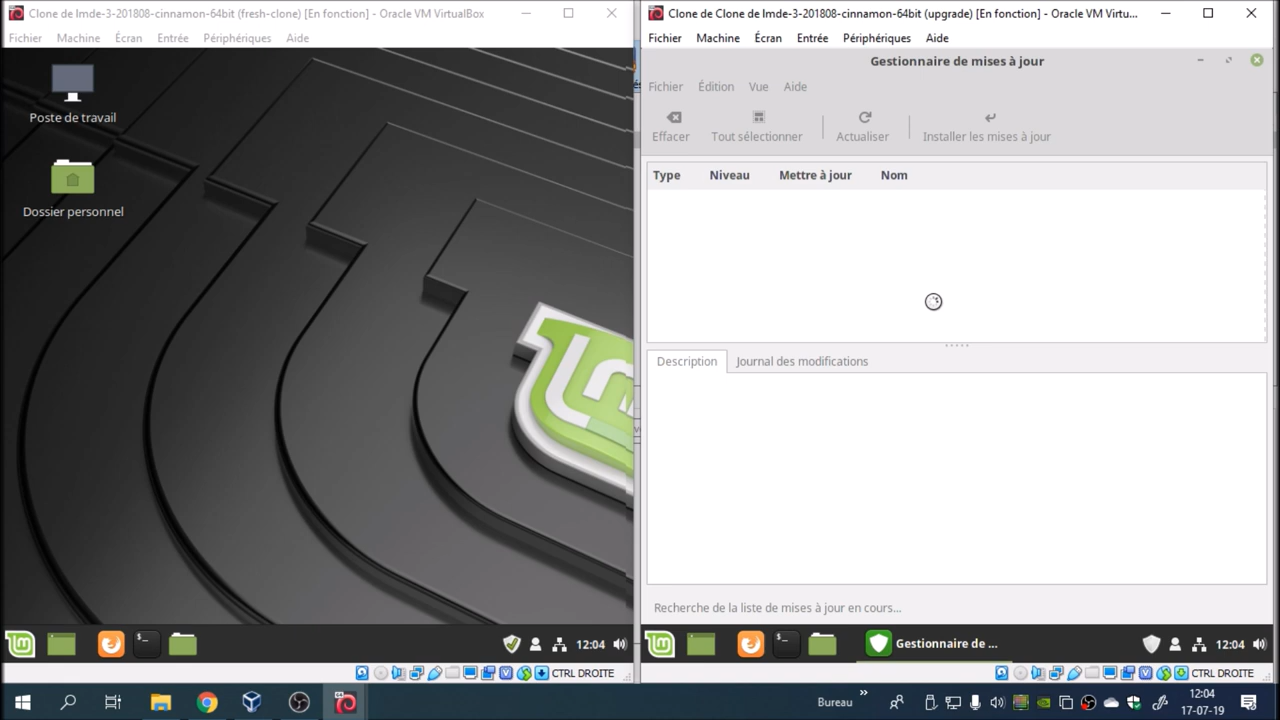 Clone de lmde-3-201808-cinnamon-64bit (fresh-clone) [En fonction] - Oracle VM VirtualBox
Fichier Machine Écran Entrée Périphériques Aide
Poste de travail
Dossier personnel
12:04
CTRL DROITE
Clone de Clone de lmde-3-201808-cinnamon-64bit (upgrade) [En fonction] - Oracle VM Virtu...
Fichier Machine Écran Entrée Périphériques Aide
Gestionnaire de mises à jour
Fichier Édition Vue Aide
Effacer Tout sélectionner Actualiser Installer les mises à jour
Type Niveau Mettre à jour Nom
Description Journal des modifications
Recherche de la liste de mises à jour en cours...
Gestionnaire de ... 12:04
CTRL DROITE
Bureau » 12:04
17-07-19